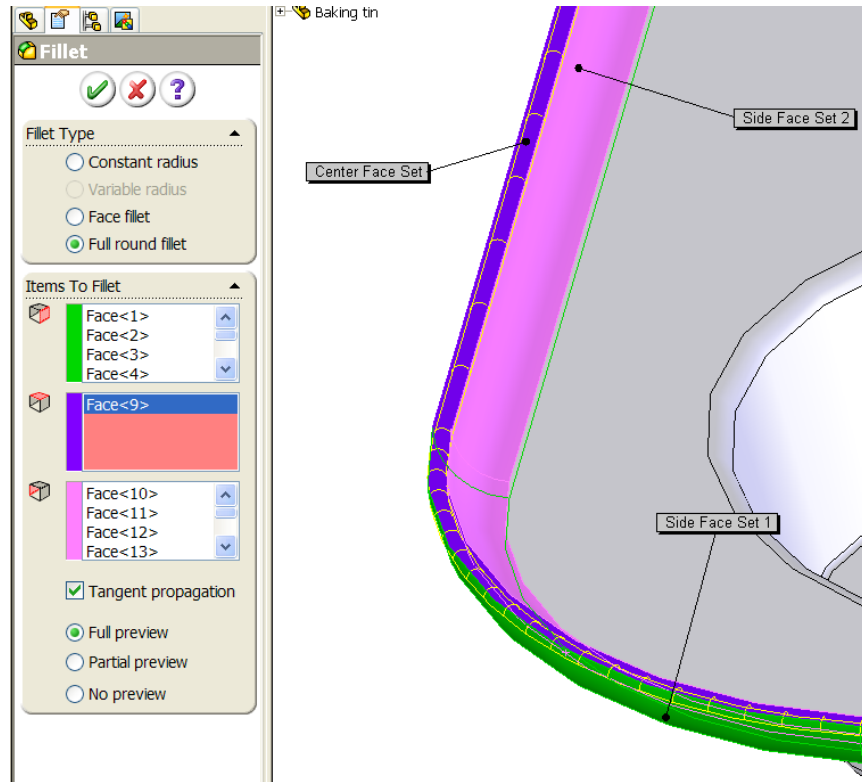 Baking tin
Fillet
?
Fillet Type
Constant radius
Variable radius
Face fillet
Full round fillet
Items To Fillet
Face<1>
Face<2>
Face<3>
Face<4>
Face<9>
Face<10>
Face<11>
Face<12>
Face<13>
Tangent propagation
Full preview
Partial preview
No preview
Side Face Set 2
Center Face Set
Side Face Set 1